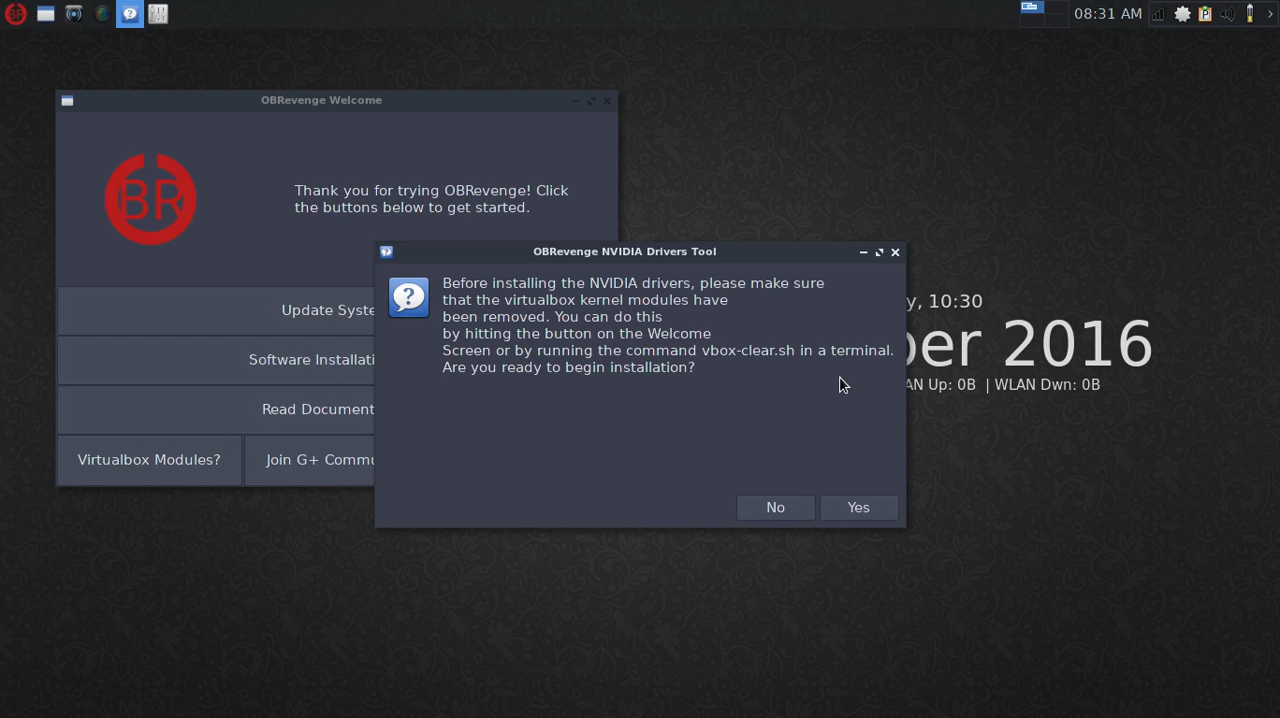 08:31 AM
OBRevenge Welcome
BR
Thank you for trying OBRevenge! Click
the buttons below to get started.
Update Syste
Software Installati
Read Document
Virtualbox Modules?
Join G+ Commu
OBRevenge NVIDIA Drivers Tool
Before installing the NVIDIA drivers, please make sure
that the virtualbox kernel modules have
been removed. You can do this
by hitting the button on the Welcome
Screen or by running the command vbox-clear.sh in a terminal.
Are you ready to begin installation?
No
Yes
y, 10:30
ber 2016
AN Up: 0B | WLAN Dwn: 0B